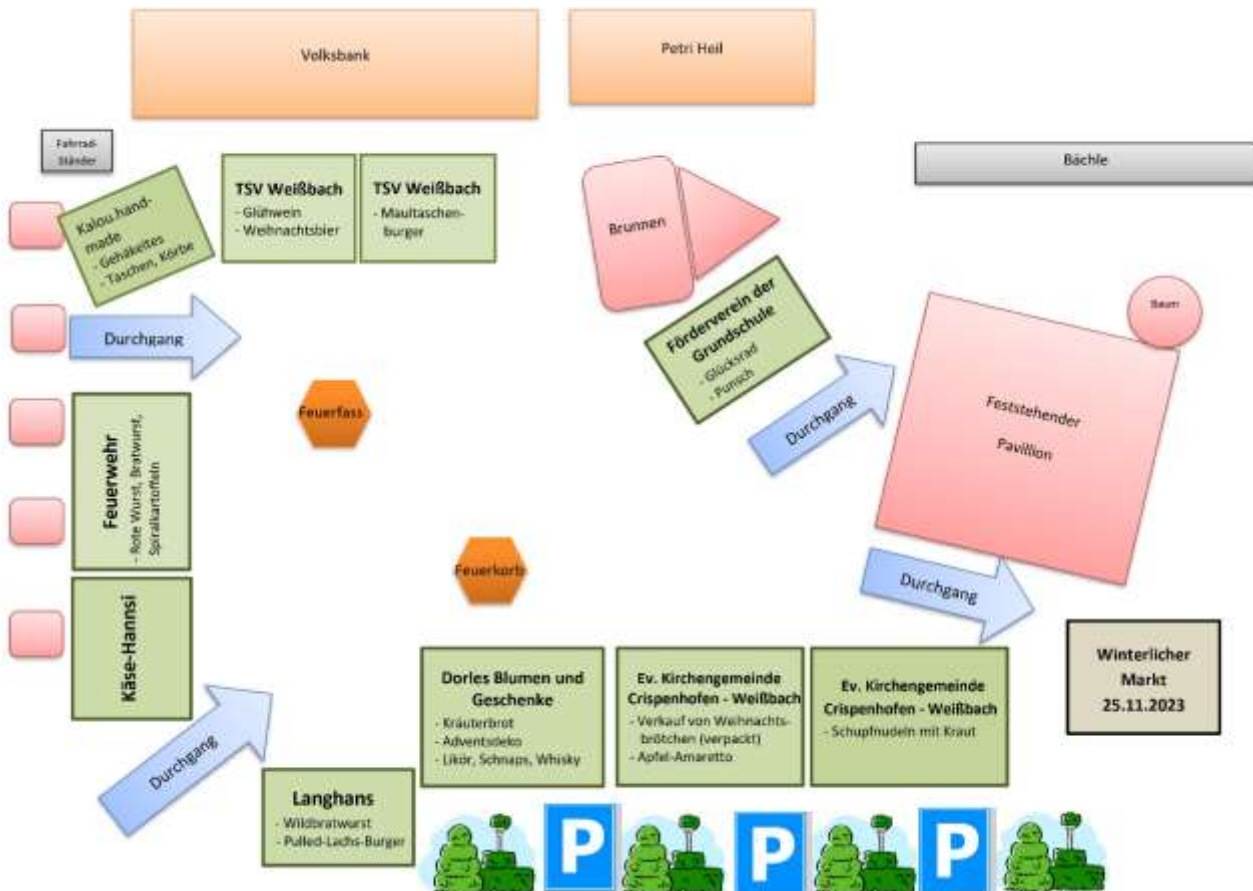 Volksbank
Petri Heil
Fahrrad-
Ständer
Bächle
Kalou.hand-
made
- Gehäkeltes
- Taschen, Körbe
TSV Weißbach
- Glühwein
- Weihnachtsbier
TSV Weißbach
- Maultaschen-
burger
Brunnen
Förderverein der
Grundschule
- Glücksrad
- Punsch
Baum
Durchgang
Durchgang
Feststehender
Pavillion
Feuerfass
Feuerwehr
- Rote Wurst, Bratwurst,
Spiralkartoffeln
Feuerkorb
Durchgang
Käse-Hannsi
Durchgang
Dorles Blumen und
Geschenke
- Kräuterbrot
- Adventsdeko
- Likör, Schnaps, Whisky
Ev. Kirchengemeinde
Crispenhofen - Weißbach
- Verkauf von Weihnachts-
brötchen (verpackt)
- Apfel-Amaretto
Ev. Kirchengemeinde
Crispenhofen - Weißbach
- Schupfnudeln mit Kraut
Winterlicher
Markt
25.11.2023
Langhans
- Wildbratwurst
- Pulled-Lachs-Burger
P
P
P